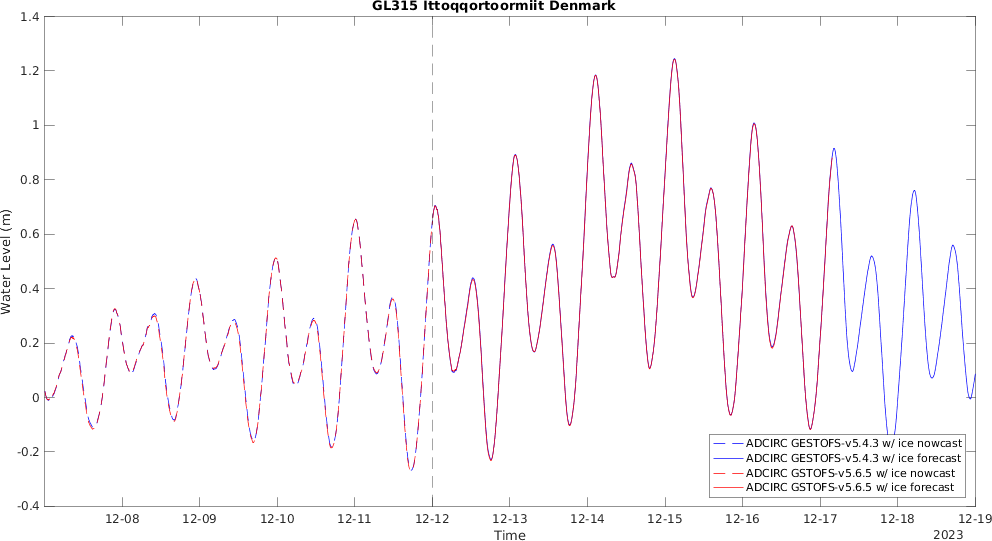 GL315 Ittoqqortoormiit Denmark
1.4
1.2
1
0.8
0.6
0.4
0.2
0
-0.2
-0.4
Water Level (m)
ADCIRC GESTOFS-v5.4.3 w/ ice nowcast
ADCIRC GESTOFS-v5.4.3 w/ ice forecast
ADCIRC GSTOFS-v5.6.5 w/ ice nowcast
ADCIRC GSTOFS-v5.6.5 w/ ice forecast
12-08 12-09 12-10 12-11 12-12 12-13 12-14 12-15 12-16 12-17 12-18 12-19
Time
2023